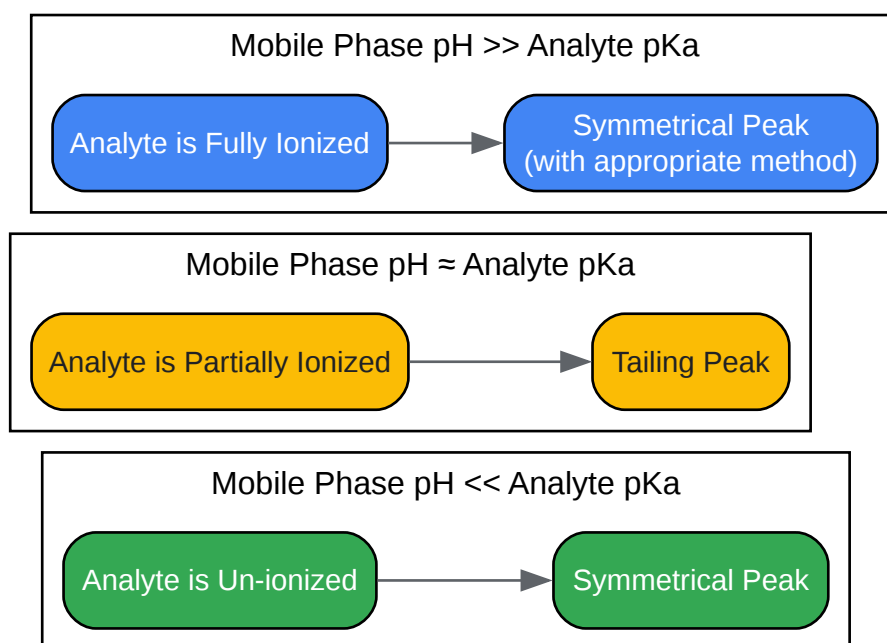 Mobile Phase pH >> Analyte pKa
Analyte is Fully Ionized
Symmetrical Peak
(with appropriate method)
Mobile Phase pH ≈ Analyte pKa
Analyte is Partially Ionized
Tailing Peak
Mobile Phase pH << Analyte pKa
Analyte is Un-ionized
Symmetrical Peak